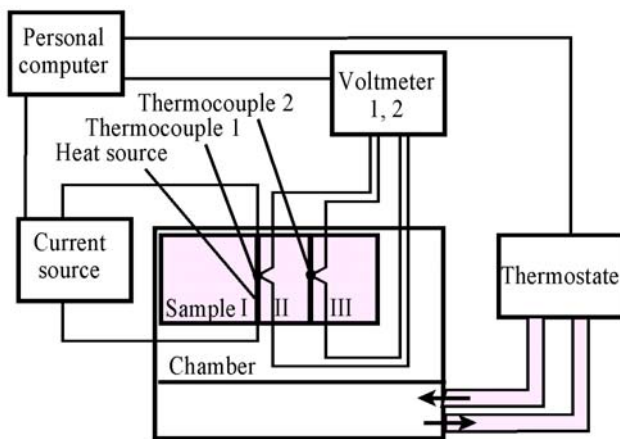 Personal
computer
Voltmeter
1, 2
Thermocouple 2
Thermocouple 1
Heat source
Current
source
Thermostate
Sample I
II
III
Chamber